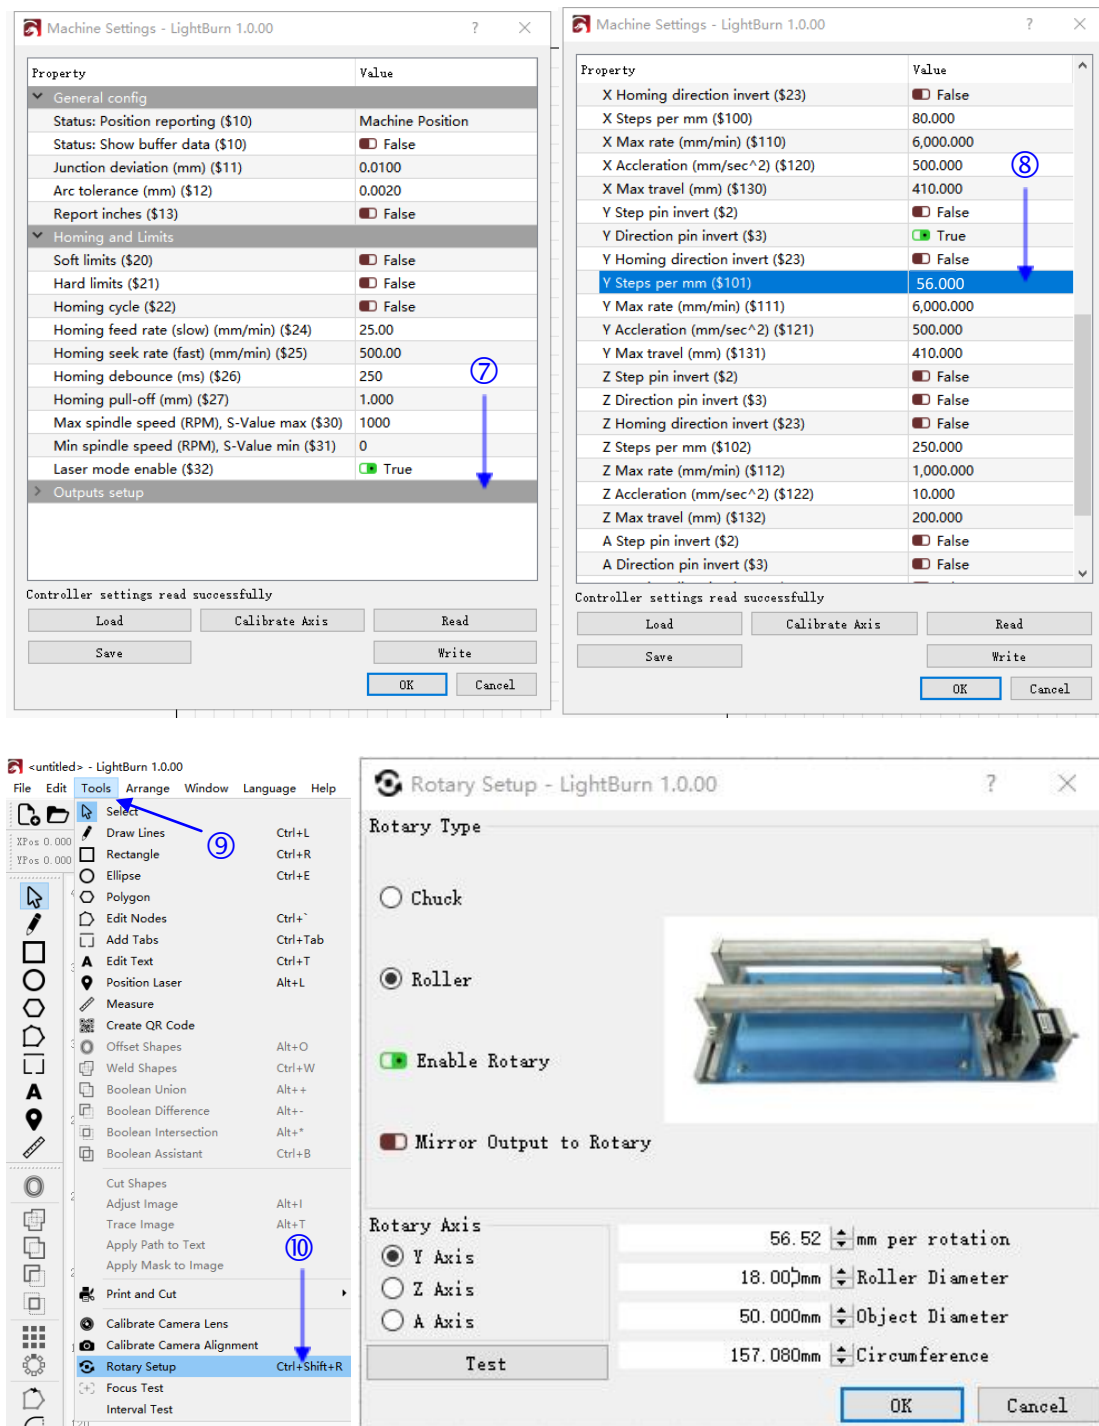 Machine Settings - LightBurn 1.0.00
Property Value
General config
Status: Position reporting ($10) Machine Position
Status: Show buffer data ($10) False
Junction deviation (mm) ($11) 0.0100
Arc tolerance (mm) ($12) 0.0020
Report inches ($13) False
Homing and Limits
Soft limits ($20) False
Hard limits ($21) False
Homing cycle ($22) False
Homing feed rate (slow) (mm/min) ($24) 25.00
Homing seek rate (fast) (mm/min) ($25) 500.00
Homing debounce (ms) ($26) 250
⑦
Homing pull-off (mm) ($27) 1.000
Max spindle speed (RPM), S-Value max ($30) 1000
Min spindle speed (RPM), S-Value min ($31) 0
Laser mode enable ($32) True
Outputs setup
Controller settings read successfully
Load Calibrate Axis Read
Save Write
OK Cancel
Machine Settings - LightBurn 1.0.00
Property Value
X Homing direction invert ($23) False
X Steps per mm ($100) 80.000
X Max rate (mm/min) ($110) 6,000.000
X Accleration (mm/sec^2) ($120) 500.000
⑧
X Max travel (mm) ($130) 410.000
Y Step pin invert ($2) False
Y Direction pin invert ($3) True
Y Homing direction invert ($23) False
Y Steps per mm ($101) 56.000
Y Max rate (mm/min) ($111) 6,000.000
Y Accleration (mm/sec^2) ($121) 500.000
Y Max travel (mm) ($131) 410.000
Z Step pin invert ($2) False
Z Direction pin invert ($3) False
Z Homing direction invert ($23) False
Z Steps per mm ($102) 250.000
Z Max rate (mm/min) ($112) 1,000.000
Z Accleration (mm/sec^2) ($122) 10.000
Z Max travel (mm) ($132) 200.000
A Step pin invert ($2) False
A Direction pin invert ($3) False
Controller settings read successfully
Load Calibrate Axis Read
Save Write
OK Cancel
<untitled> - LightBurn 1.0.00
File Edit Tools Arrange Window Language Help
XPos 0.000
YPos 0.000
Select
Draw Lines Ctrl+L
⑨
Rectangle Ctrl+R
Ellipse Ctrl+E
Polygon
Edit Nodes Ctrl+`
Add Tabs Ctrl+Tab
Edit Text Ctrl+T
Position Laser Alt+L
Measure
Create QR Code
Offset Shapes Alt+O
Weld Shapes Ctrl+W
Boolean Union Alt++
Boolean Difference Alt+-
Boolean Intersection Alt+*
Boolean Assistant Ctrl+B
Cut Shapes
Adjust Image Alt+I
Trace Image Alt+T
Apply Path to Text
⑩
Apply Mask to Image
Print and Cut
Calibrate Camera Lens
Calibrate Camera Alignment
Rotary Setup Ctrl+Shift+R
Focus Test
Interval Test
Rotary Setup - LightBurn 1.0.00
Rotary Type
Chuck
Roller
Enable Rotary
Mirror Output to Rotary
Rotary Axis
Y Axis
Z Axis
A Axis
Test
56.52 mm per rotation
18.000mm Roller Diameter
50.000mm Object Diameter
157.080mm Circumference
OK Cancel